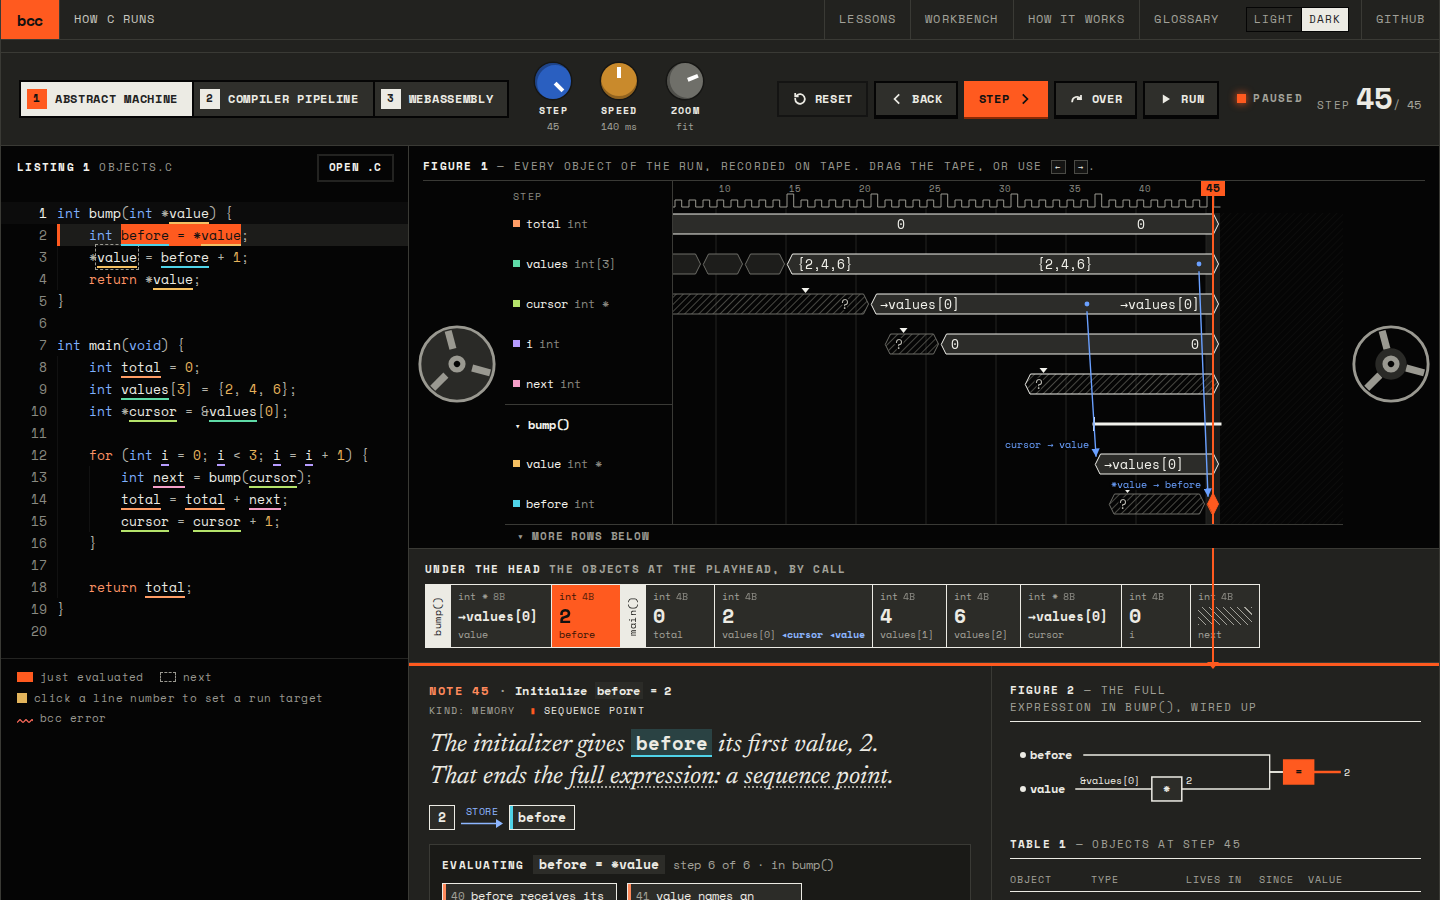 bcc HOW C RUNS LESSONS WORKBENCH HOW IT WORKS GLOSSARY LIGHT DARK GITHUB
1 ABSTRACT MACHINE 2 COMPILER PIPELINE 3 WEBASSEMBLY
STEP SPEED ZOOM
45 140 ms fit
RESET BACK STEP OVER RUN PAUSED STEP 45 / 45
LISTING 1 OBJECTS.C OPEN .C
1 int bump(int *value) {
2 int before = *value;
3 *value = before + 1;
4 return *value;
5 }
6
7 int main(void) {
8 int total = 0;
9 int values[3] = {2, 4, 6};
10 int *cursor = &values[0];
11
12 for (int i = 0; i < 3; i = i + 1) {
13 int next = bump(cursor);
14 total = total + next;
15 cursor = cursor + 1;
16 }
17
18 return total;
19 }
20
just evaluated next
click a line number to set a run target
bcc error
FIGURE 1 — EVERY OBJECT OF THE RUN, RECORDED ON TAPE. DRAG THE TAPE, OR USE ← →.
STEP 10 15 20 25 30 35 40 45
total int 0 0
values int[3] {2,4,6} {2,4,6}
cursor int * ? →values[0] →values[0]
i int ? 0 0
next int ?
▾ bump()
cursor → value
value int * →values[0]
*value → before
before int ?
▾ MORE ROWS BELOW
UNDER THE HEAD THE OBJECTS AT THE PLAYHEAD, BY CALL
bump()
int * 8B
→values[0]
value
int 4B
2
before
main()
int 4B
0
total
int 4B
2
values[0] ◂cursor ◂value
int 4B
4
values[1]
int 4B
6
values[2]
int * 8B
→values[0]
cursor
int 4B
0
i
int 4B
next
NOTE 45 · Initialize before = 2
KIND: MEMORY SEQUENCE POINT
The initializer gives before its first value, 2.
That ends the full expression: a sequence point.
2 STORE before
EVALUATING before = *value step 6 of 6 · in bump()
40 before receives its 41 value names an
FIGURE 2 — THE FULL
EXPRESSION IN BUMP(), WIRED UP
before
value &values[0] * 2 = 2
TABLE 1 — OBJECTS AT STEP 45
OBJECT TYPE LIVES IN SINCE VALUE